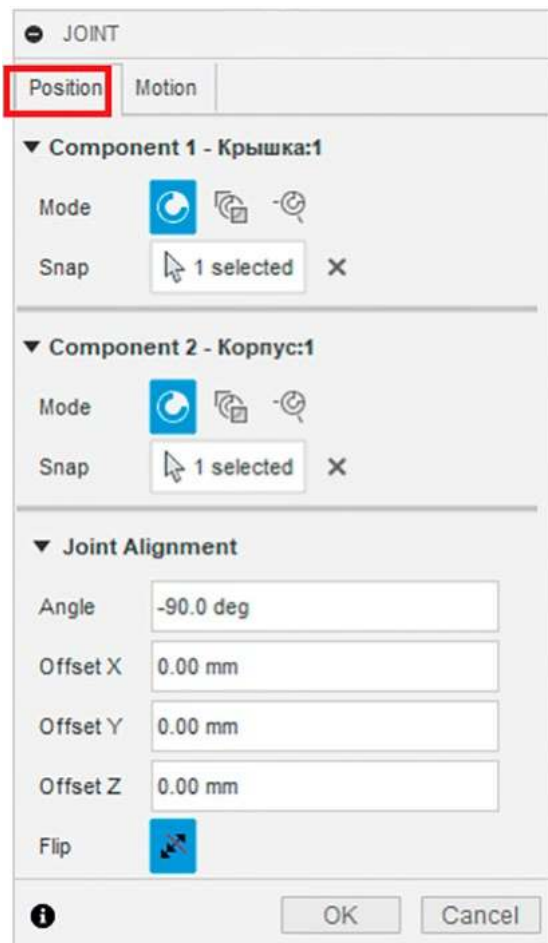 JOINT
Position Motion
Component 1 - Крышка:1
Mode
Snap 1 selected
Component 2 - Корпус:1
Mode
Snap 1 selected
Joint Alignment
Angle -90.0 deg
Offset X 0.00 mm
Offset Y 0.00 mm
Offset Z 0.00 mm
Flip
OK Cancel